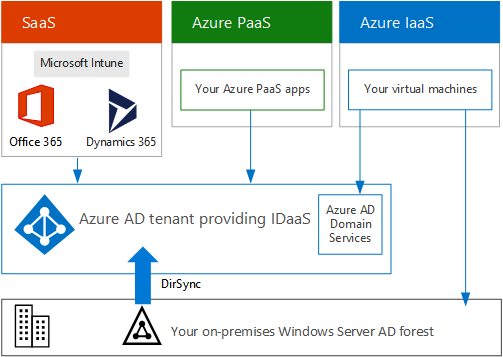 SaaS
Azure PaaS
Azure IaaS
Microsoft Intune
Your Azure PaaS apps
Your virtual machines
Office 365
Dynamics 365
Azure AD tenant providing IDaaS
Azure AD
Domain
Services
DirSync
Your on-premises Windows Server AD forest